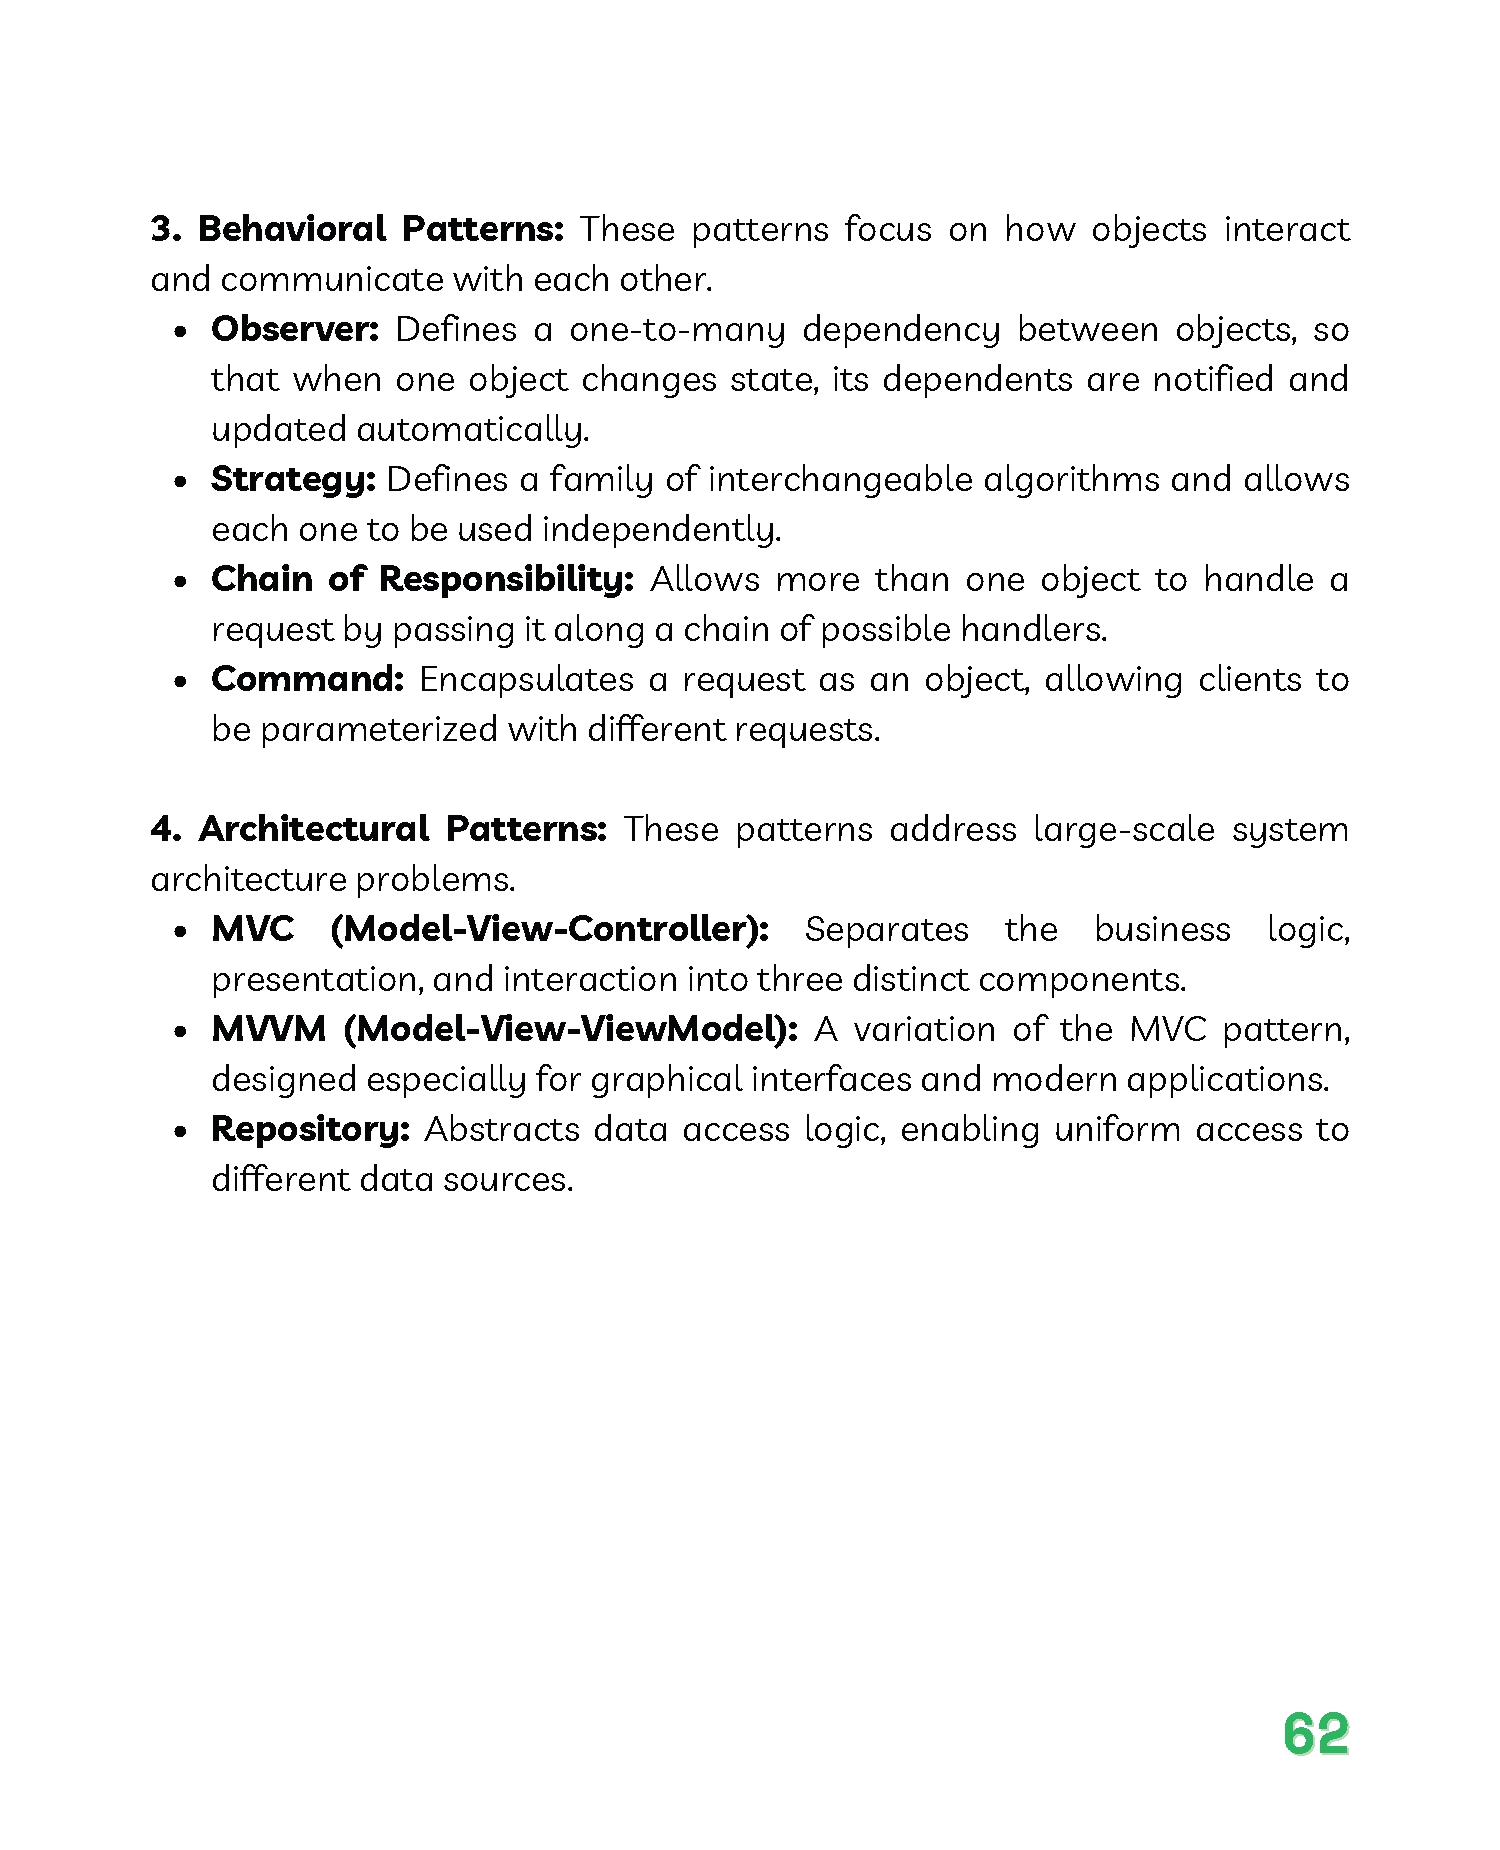 3. Behavioral Patterns: These patterns focus on how objects interact
and communicate with each other.
• Observer: Defines a one-to-many dependency between objects, so
that when one object changes state, its dependents are notified and
updated automatically.
• Strategy: Defines a family of interchangeable algorithms and allows
each one to be used independently.
• Chain of Responsibility: Allows more than one object to handle a
request by passing it along a chain of possible handlers.
• Command: Encapsulates a request as an object, allowing clients to
be parameterized with different requests.
4. Architectural Patterns: These patterns address large-scale system
architecture problems.
• MVC (Model-View-Controller): Separates the business logic,
presentation, and interaction into three distinct components.
• MVVM (Model-View-ViewModel): A variation of the MVC pattern,
designed especially for graphical interfaces and modern applications.
• Repository: Abstracts data access logic, enabling uniform access to
different data sources.
62